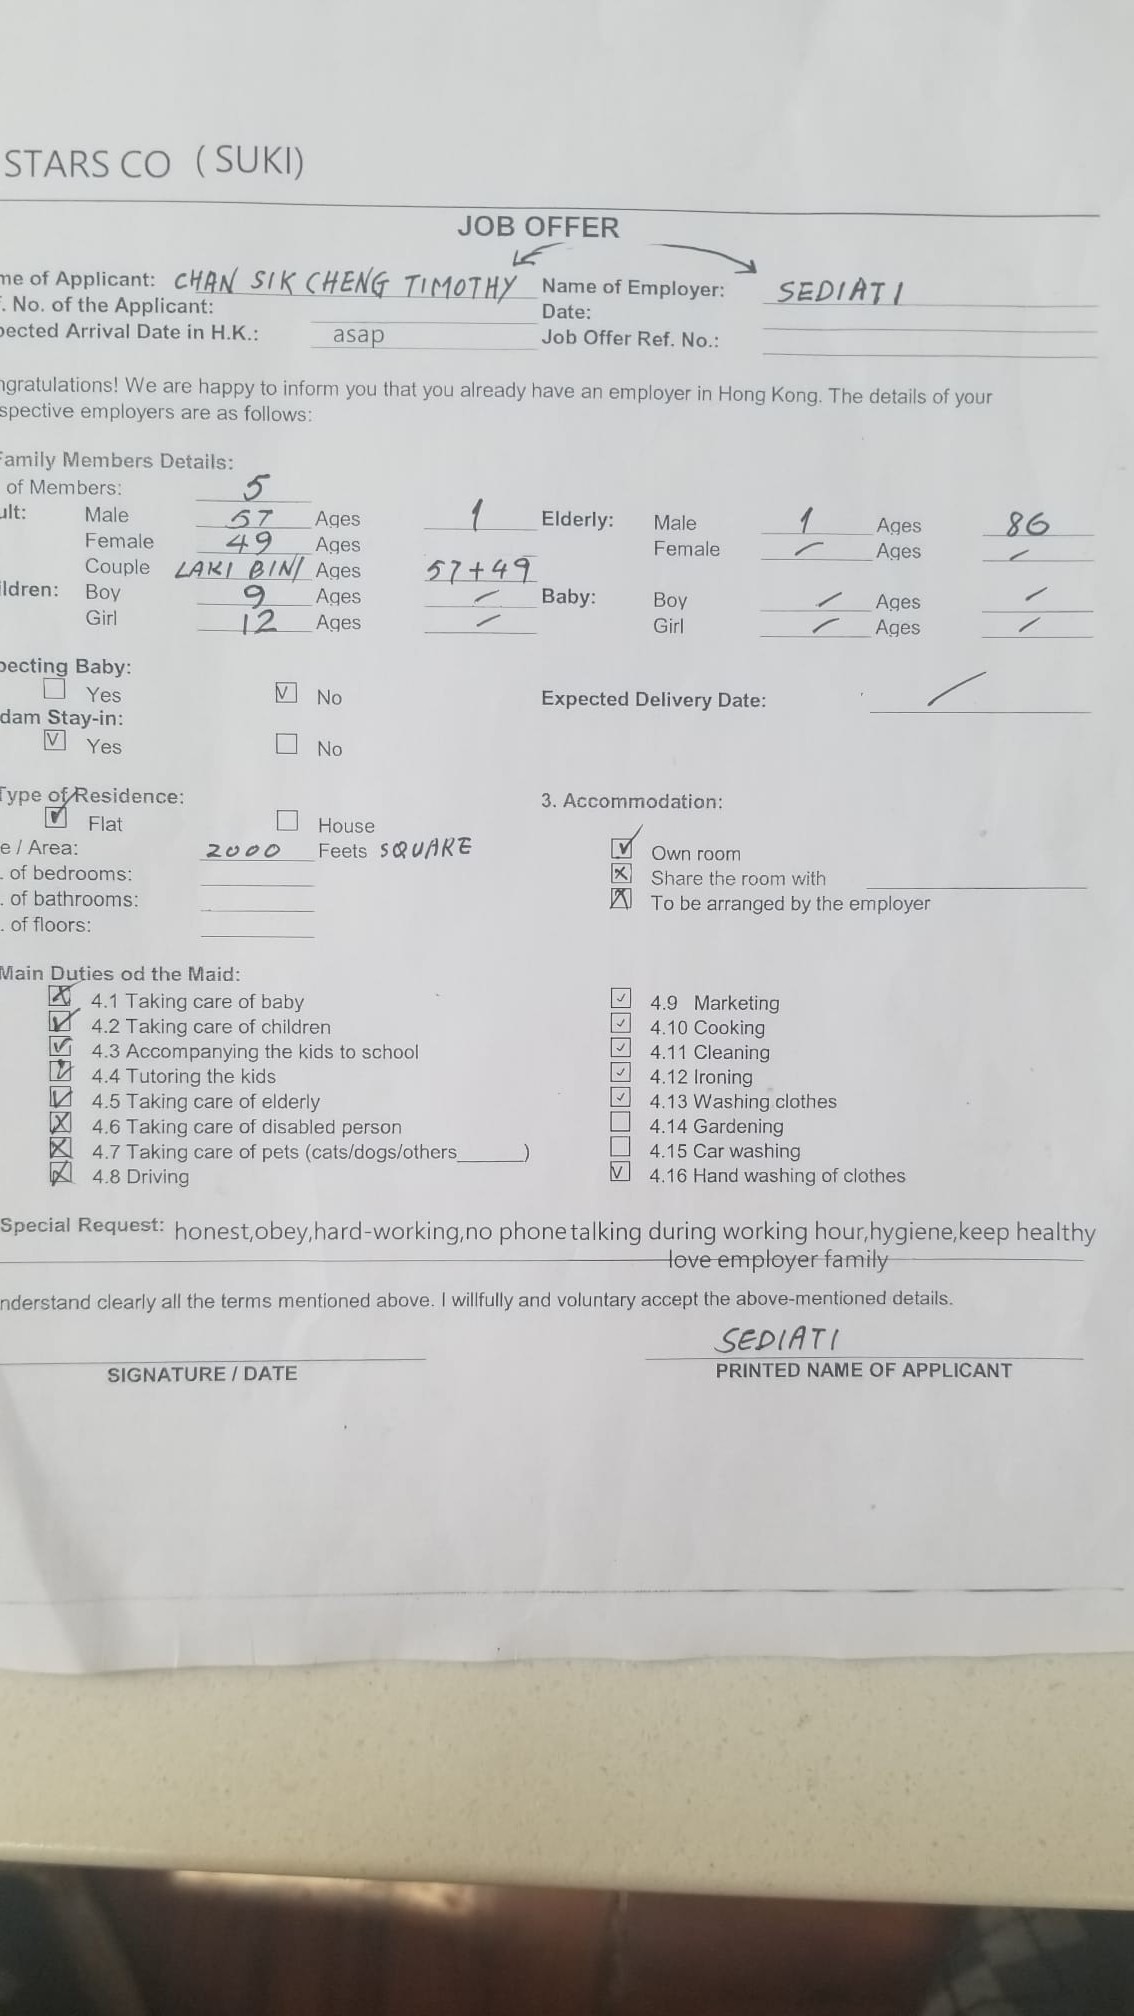 STARS CO ( SUKI)
JOB OFFER
me of Applicant: CHAN SIK CHENG TIMOTHY Name of Employer: SEDIATI
. No. of the Applicant: Date:
pected Arrival Date in H.K.: asap Job Offer Ref. No.:
ngratulations! We are happy to inform you that you already have an employer in Hong Kong. The details of your
spective employers are as follows:
Family Members Details:
of Members: 5
ult: Male 57 Ages 1 Elderly: Male 1 Ages 86
Female 49 Ages Female / Ages /
Couple LAKI BINI Ages 57+49
ildren: Boy 9 Ages / Baby: Boy / Ages /
Girl 12 Ages / Girl / Ages /
pecting Baby:
Yes V No Expected Delivery Date: /
dam Stay-in:
V Yes No
Type of Residence: 3. Accommodation:
✓ Flat House
e / Area: 2000 Feets SQUARE ✓ Own room
. of bedrooms: X Share the room with
. of bathrooms: X To be arranged by the employer
. of floors:
Main Duties od the Maid:
X 4.1 Taking care of baby ✓ 4.9 Marketing
✓ 4.2 Taking care of children ✓ 4.10 Cooking
✓ 4.3 Accompanying the kids to school ✓ 4.11 Cleaning
✓ 4.4 Tutoring the kids ✓ 4.12 Ironing
✓ 4.5 Taking care of elderly ✓ 4.13 Washing clothes
X 4.6 Taking care of disabled person 4.14 Gardening
X 4.7 Taking care of pets (cats/dogs/others______) 4.15 Car washing
X 4.8 Driving V 4.16 Hand washing of clothes
Special Request: honest,obey,hard-working,no phone talking during working hour,hygiene,keep healthy
love employer family
nderstand clearly all the terms mentioned above. I willfully and voluntary accept the above-mentioned details.
SEDIATI
SIGNATURE / DATE PRINTED NAME OF APPLICANT